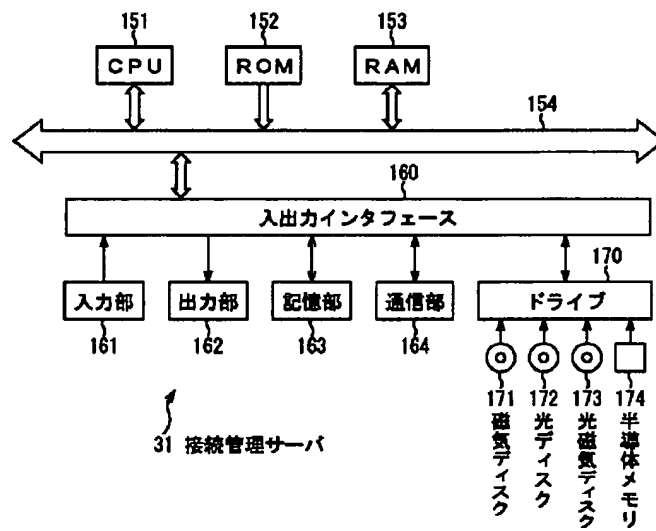 151 152 153
CPU ROM RAM
154
160
入出力インタフェース
170
入力部 出力部 記憶部 通信部 ドライブ
161 162 163 164
171 172 173 174
磁気ディスク
光ディスク
光磁気ディスク
半導体メモリ
31 接続管理サーバ